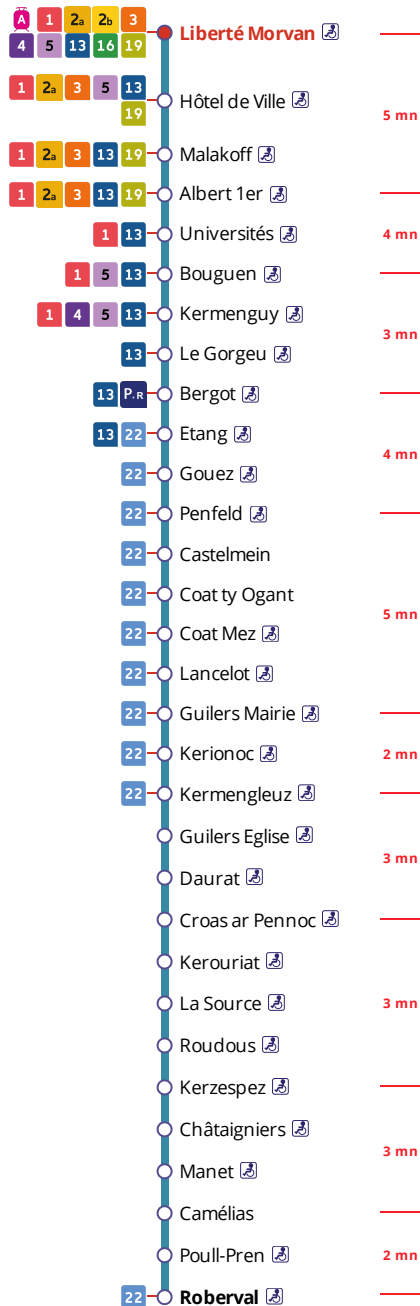 A 1 2a 2b 3
4 5 13 16 19
Liberté Morvan
1 2a 3 5 13
19
Hôtel de Ville
5 mn
1 2a 3 13 19 Malakoff
1 2a 3 13 19 Albert 1er
1 13 Universités
4 mn
1 5 13 Bouguen
1 4 5 13 Kermenguy
3 mn
13 Le Gorgeu
13 P+R Bergot
13 22 Etang
4 mn
22 Gouez
22 Penfeld
22 Castelmein
22 Coat ty Ogant
5 mn
22 Coat Mez
22 Lancelot
22 Guilers Mairie
22 Kerionoc
2 mn
22 Kermengleuz
Guilers Eglise
3 mn
Daurat
Croas ar Pennoc
Kerouriat
La Source
3 mn
Roudous
Kerzespez
Châtaigniers
3 mn
Manet
Camélias
Poull-Pren
2 mn
22 Roberval